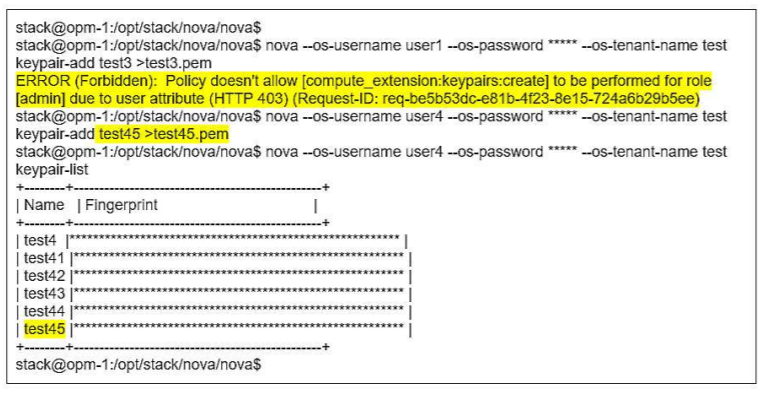 stack@opm-1:/opt/stack/nova/nova$
stack@opm-1:/opt/stack/nova/nova$ nova --os-username user1 --os-password ***** --os-tenant-name test
keypair-add test3 >test3.pem
ERROR (Forbidden): Policy doesn't allow [compute_extension:keypairs:create] to be performed for role
[admin] due to user attribute (HTTP 403) (Request-ID: req-be5b53dc-e81b-4f23-8e15-724a6b29b5ee)
stack@opm-1:/opt/stack/nova/nova$ nova --os-username user4 --os-password ***** --os-tenant-name test
keypair-add test45 >test45.pem
stack@opm-1:/opt/stack/nova/nova$ nova --os-username user4 --os-password ***** --os-tenant-name test
keypair-list
+--------+-------------------------------------------------+
| Name | Fingerprint |
+--------+-------------------------------------------------+
| test4 |********************************************************* |
| test41 |********************************************************* |
| test42 |********************************************************* |
| test43 |********************************************************* |
| test44 |********************************************************* |
| test45 |********************************************************* |
+--------+-------------------------------------------------+
stack@opm-1:/opt/stack/nova/nova$